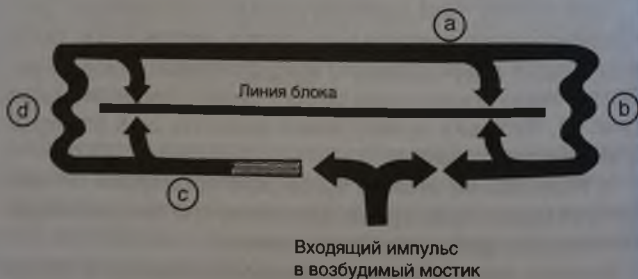 a
Линия блока
d
b
c
Входящий импульс
в возбудимый мостик